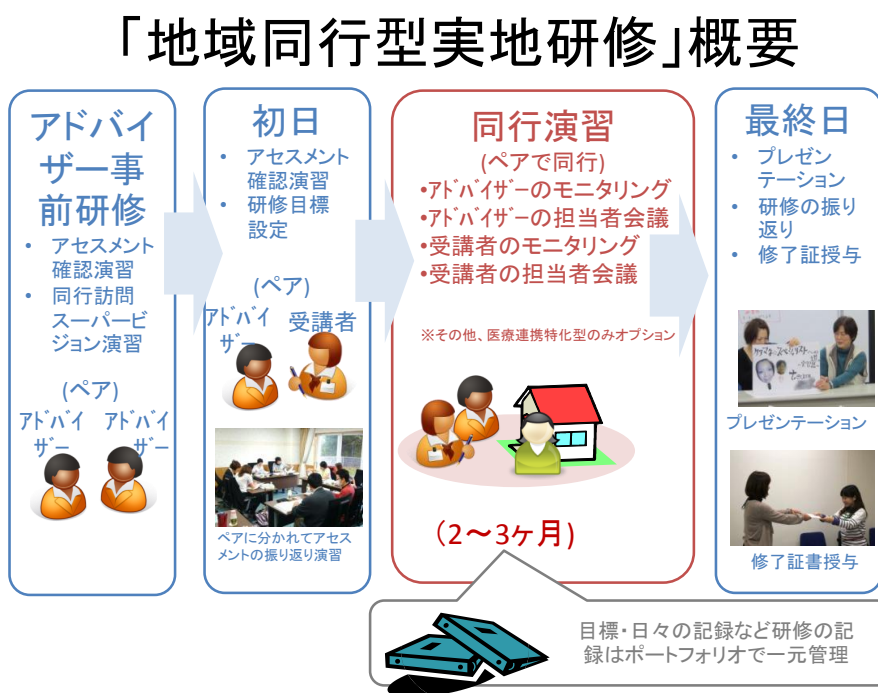 「地域同行型実地研修」概要
アドバイ
ザー事
前研修
• アセスメント
確認演習
• 同行訪問
スーパービ
ジョン演習
(ペア)
ｱﾄﾞﾊﾞｲ
ｻﾞｰ
ｱﾄﾞﾊﾞｲ
ｻﾞｰ
初日
• アセスメント
確認演習
• 研修目標
設定
(ペア)
ｱﾄﾞﾊﾞｲ
ｻﾞｰ
受講者
ペアに分かれてアセス
メントの振り返り演習
同行演習
(ペアで同行)
•ｱﾄﾞﾊﾞｲｻﾞｰのモニタリング
•ｱﾄﾞﾊﾞｲｻﾞｰの担当者会議
•受講者のモニタリング
•受講者の担当者会議
※その他、医療連携特化型のみオプション
(2～3ヶ月)
目標・日々の記録など研修の記
録はポートフォリオで一元管理
最終日
• プレゼン
テーション
• 研修の振り
返り
• 修了証授与
プレゼンテーション
修了証書授与